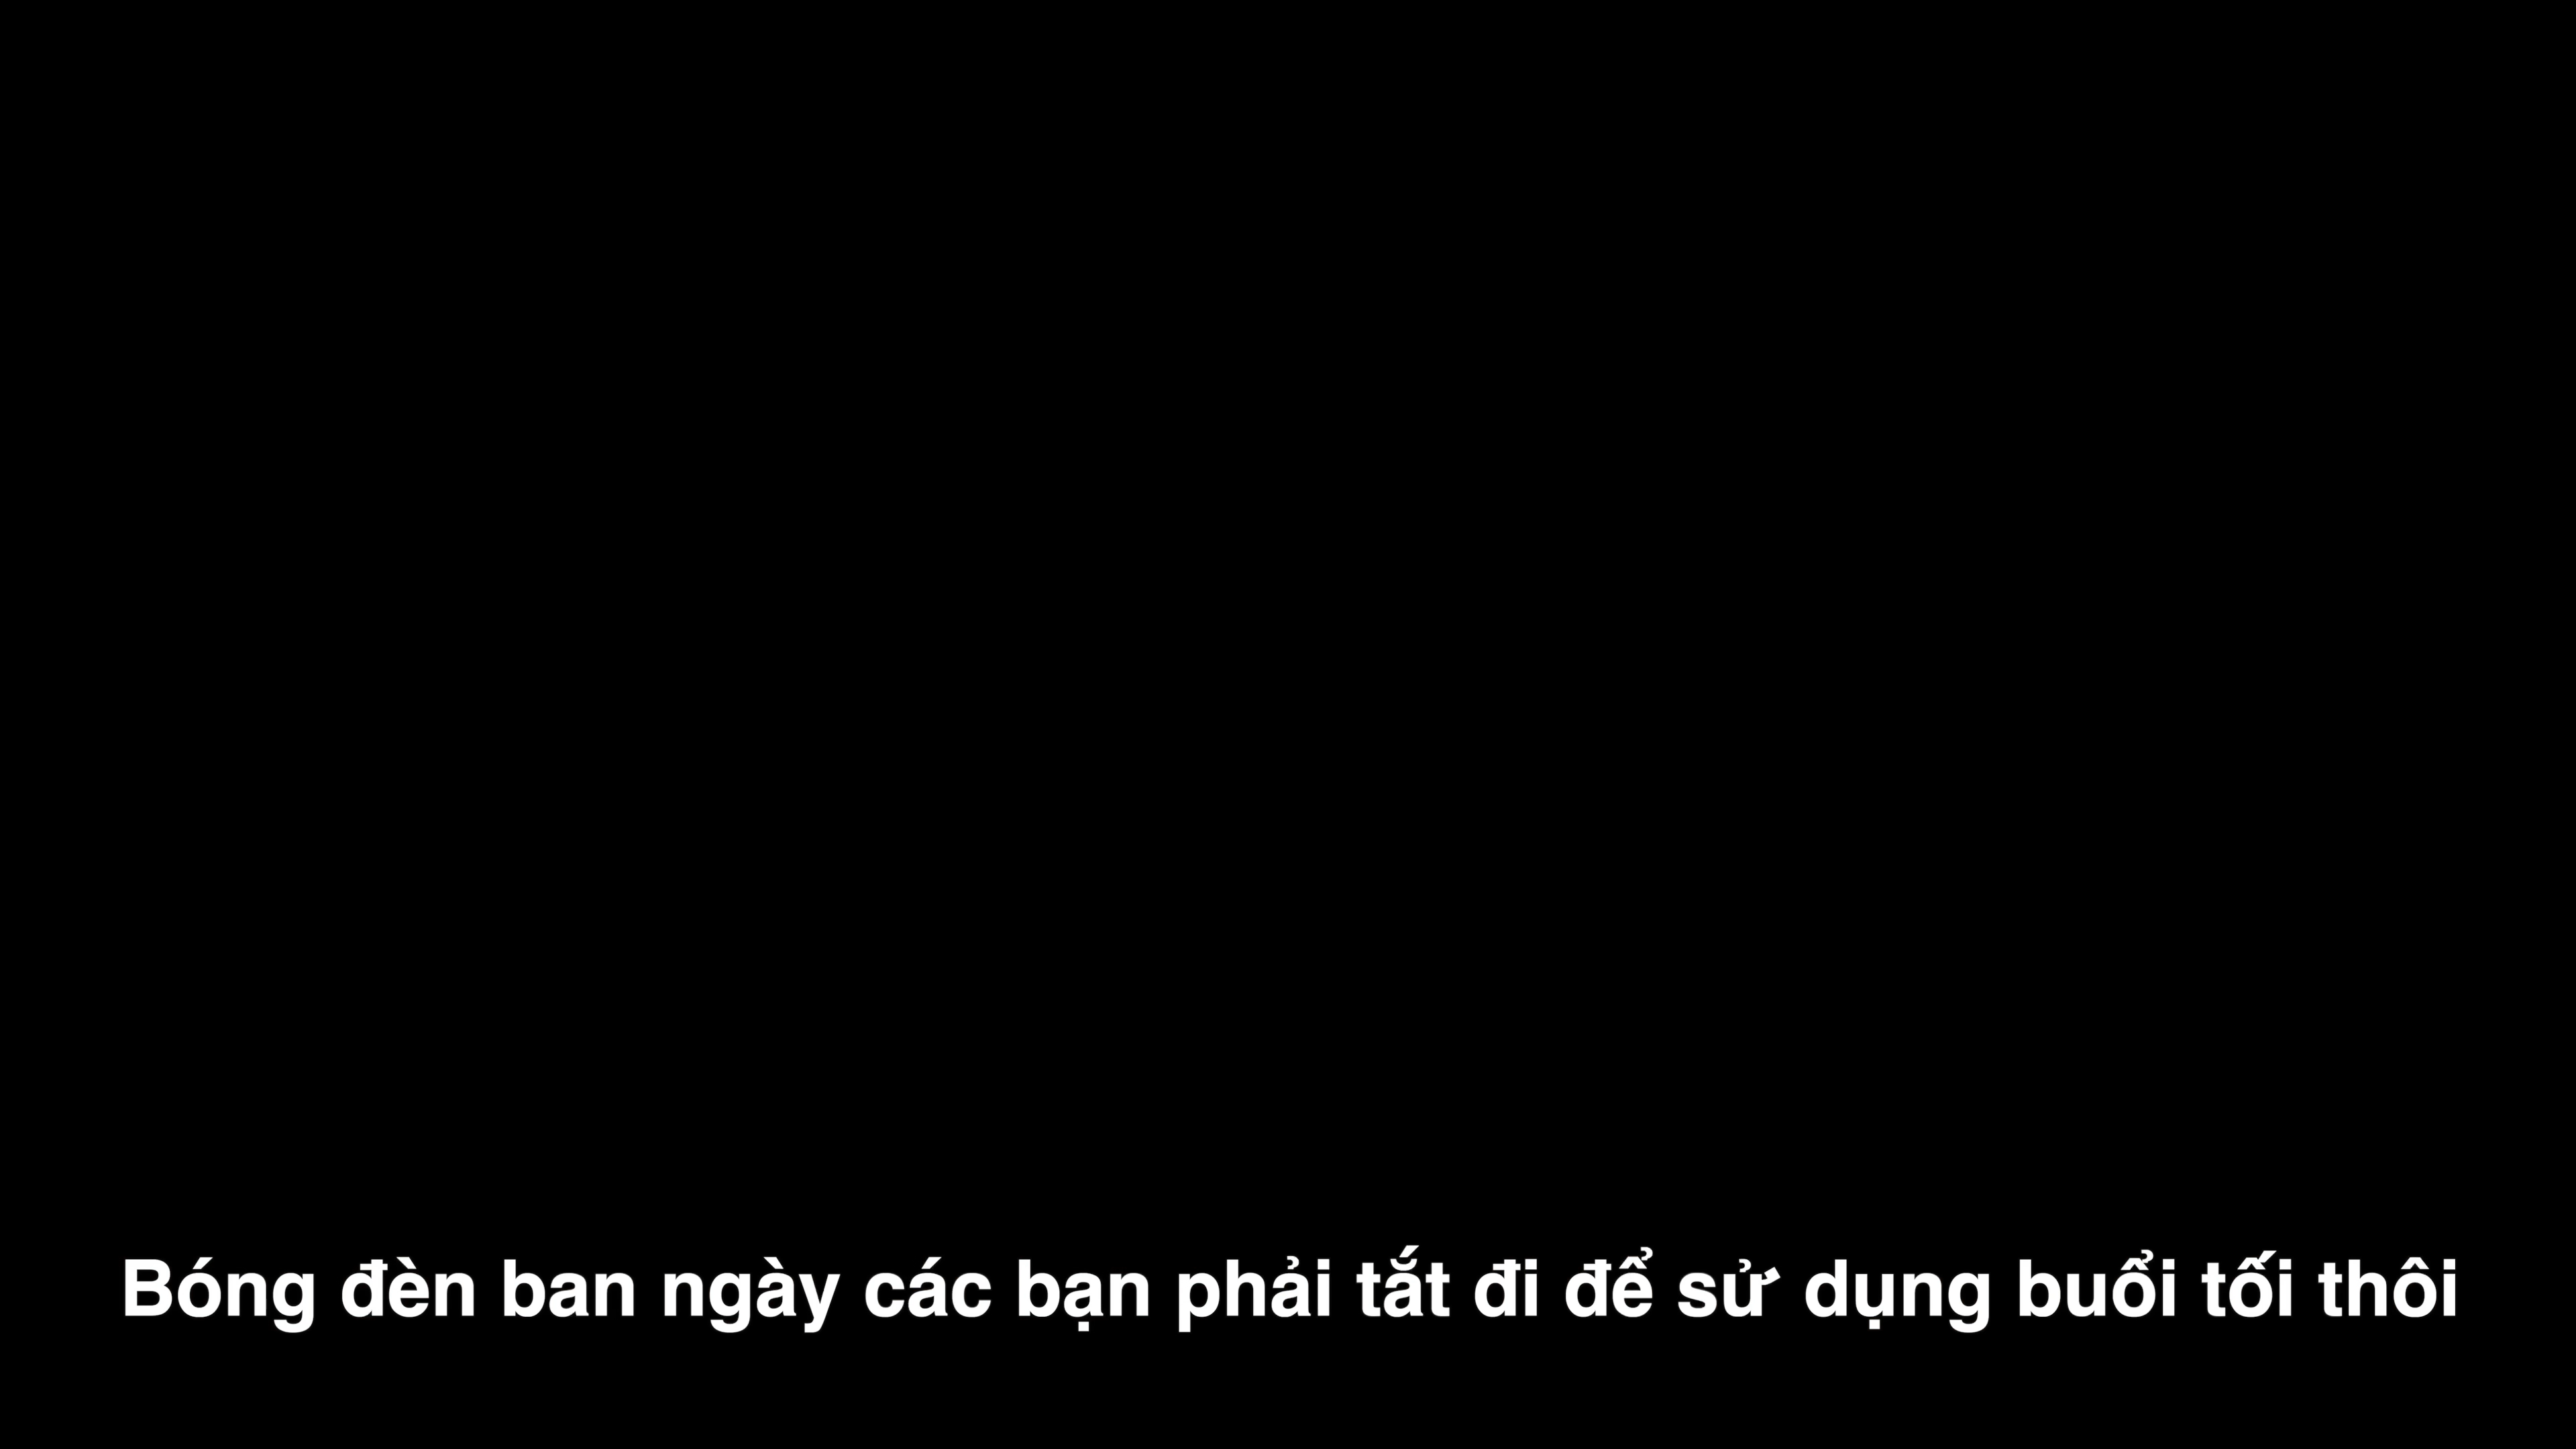 Bóng đèn ban ngày các bạn phải tắt đi để sử dụng buổi tối thôi